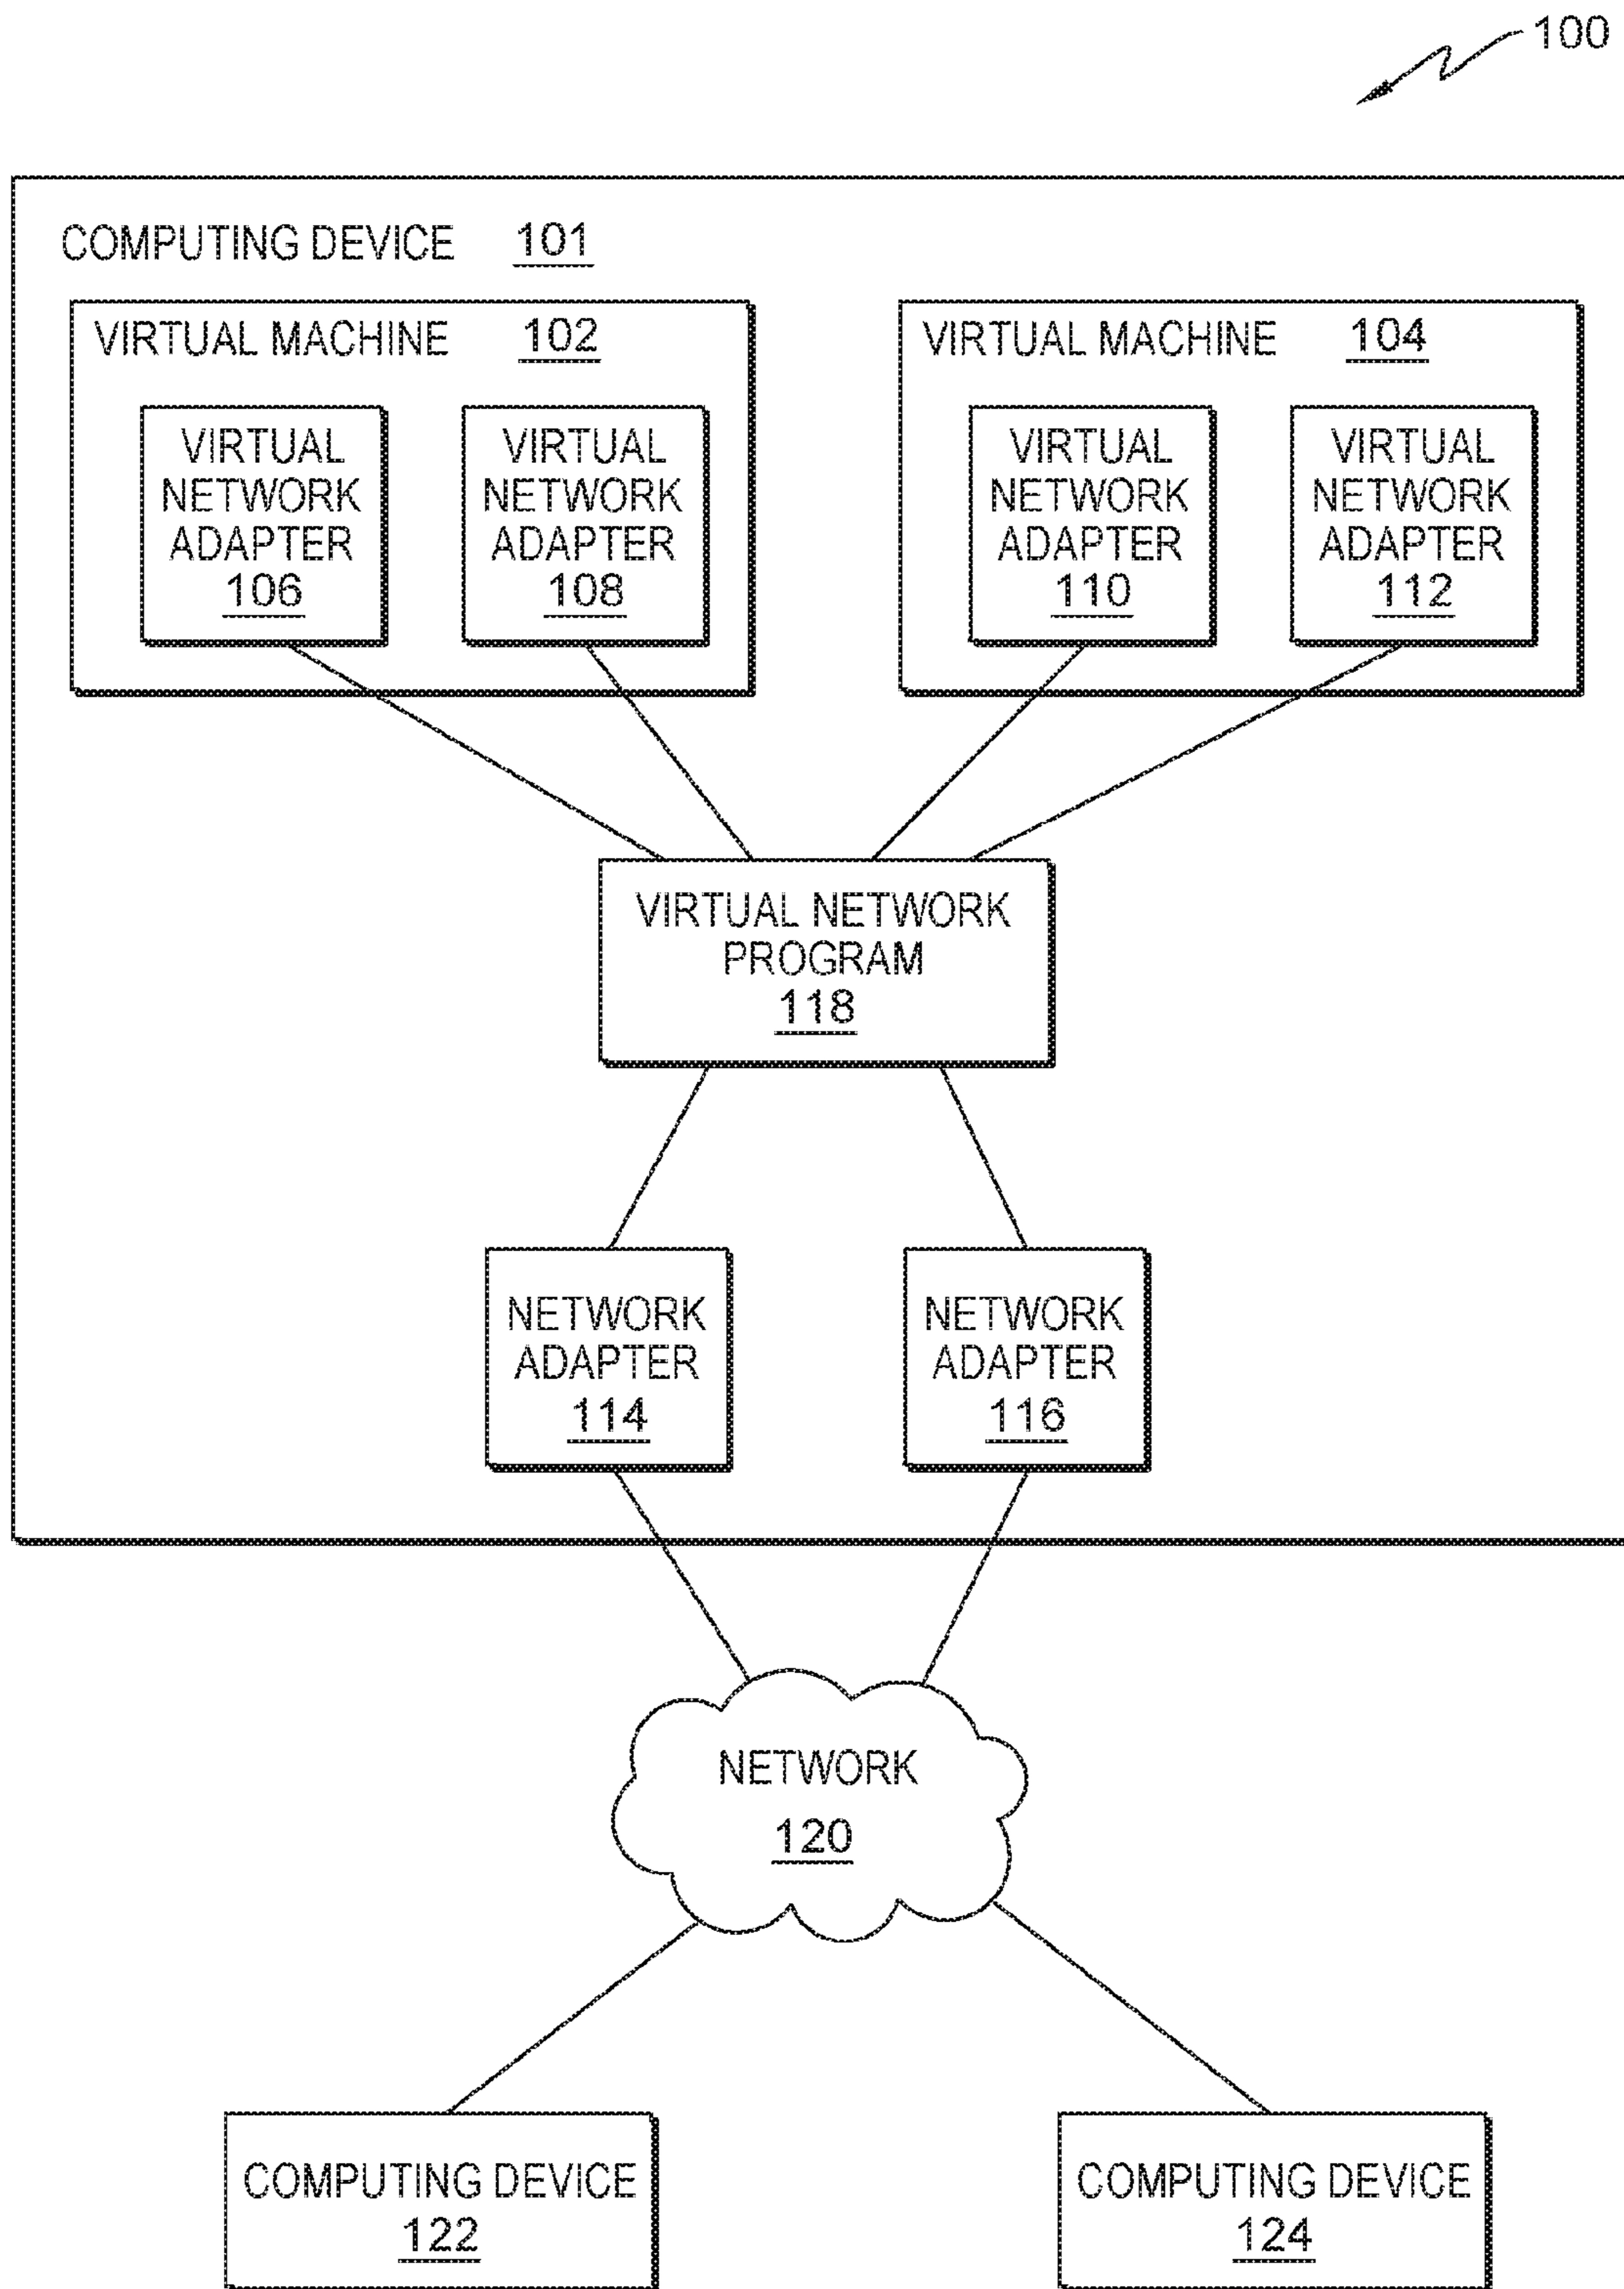 100
COMPUTING DEVICE 101
VIRTUAL MACHINE 102
VIRTUAL MACHINE 104
VIRTUAL
NETWORK
ADAPTER
106
VIRTUAL
NETWORK
ADAPTER
108
VIRTUAL
NETWORK
ADAPTER
110
VIRTUAL
NETWORK
ADAPTER
112
VIRTUAL NETWORK
PROGRAM
118
NETWORK
ADAPTER
114
NETWORK
ADAPTER
116
NETWORK
120
COMPUTING DEVICE
122
COMPUTING DEVICE
124